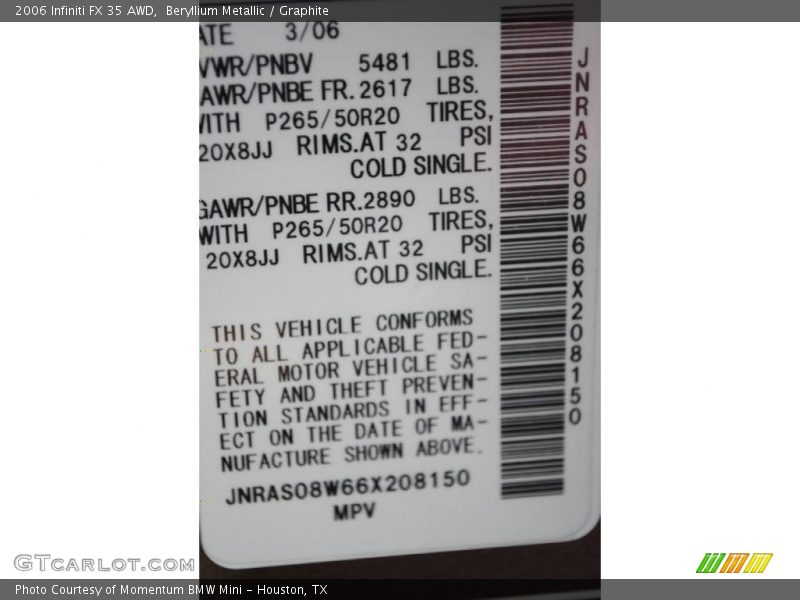 2006 Infiniti FX 35 AWD,  Beryllium Metallic / Graphite
ATE 3/06
VWR/PNBV 5481 LBS.
AWR/PNBE FR. 2617 LBS.
WITH P265/50R20 TIRES,
20X8JJ RIMS.AT 32 PSI
COLD SINGLE.
GAWR/PNBE RR. 2890 LBS.
WITH P265/50R20 TIRES,
20X8JJ RIMS.AT 32 PSI
COLD SINGLE.
THIS VEHICLE CONFORMS
TO ALL APPLICABLE FED-
ERAL MOTOR VEHICLE SA-
FETY AND THEFT PREVEN-
TION STANDARDS IN EFF-
ECT ON THE DATE OF MA-
NUFACTURE SHOWN ABOVE.
JNRAS08W66X208150
MPV
JNRAS08W66X208150
GTcarlot.com
Photo Courtesy of Momentum BMW Mini - Houston, TX